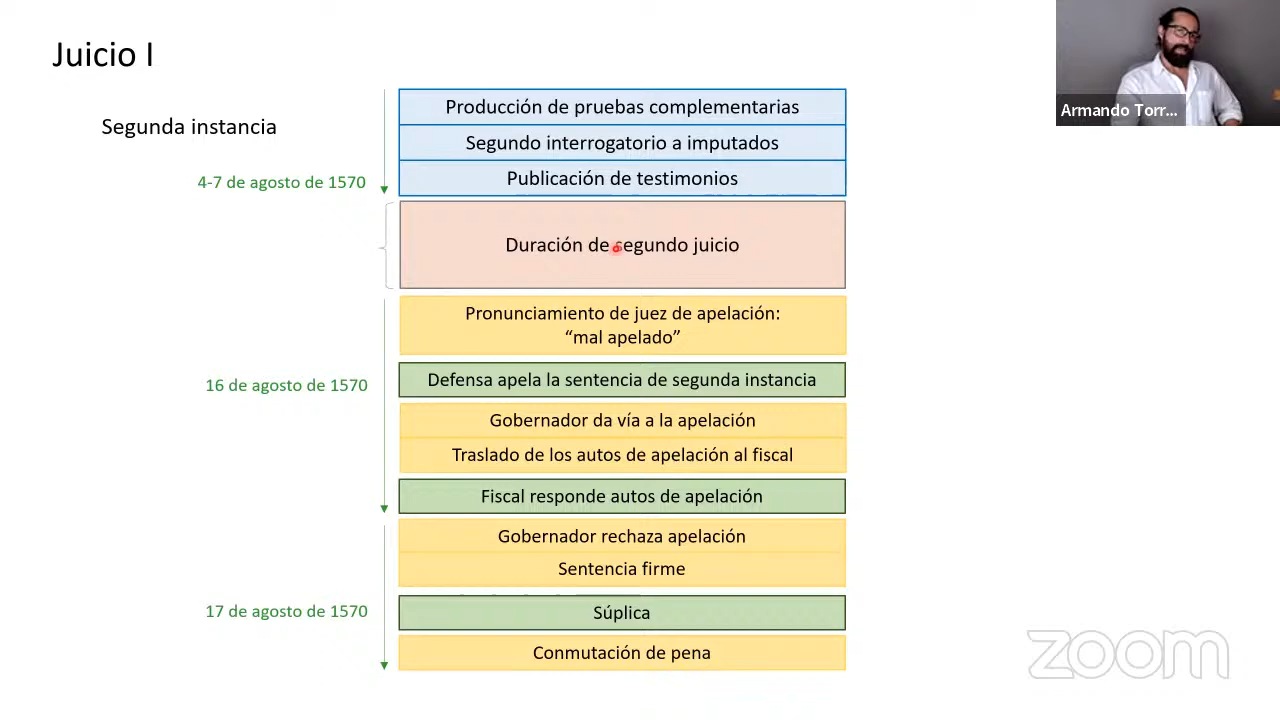 Juicio I
Armando Torr...
Segunda instancia
Producción de pruebas complementarias
Segundo interrogatorio a imputados
4-7 de agosto de 1570
Publicación de testimonios
Duración de segundo juicio
Pronunciamiento de juez de apelación:
“mal apelado”
16 de agosto de 1570
Defensa apela la sentencia de segunda instancia
Gobernador da vía a la apelación
Traslado de los autos de apelación al fiscal
Fiscal responde autos de apelación
Gobernador rechaza apelación
Sentencia firme
17 de agosto de 1570
Súplica
Conmutación de pena
zoom